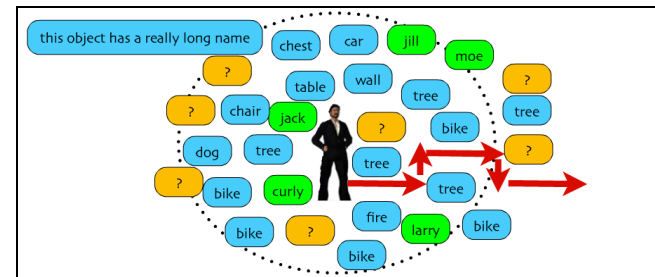 this object has a really long name
chest
car
jill
moe
?
table
wall
?
tree
?
chair
jack
tree
?
bike
?
dog
tree
tree
?
bike
curly
tree
fire
larry
bike
bike
?
bike